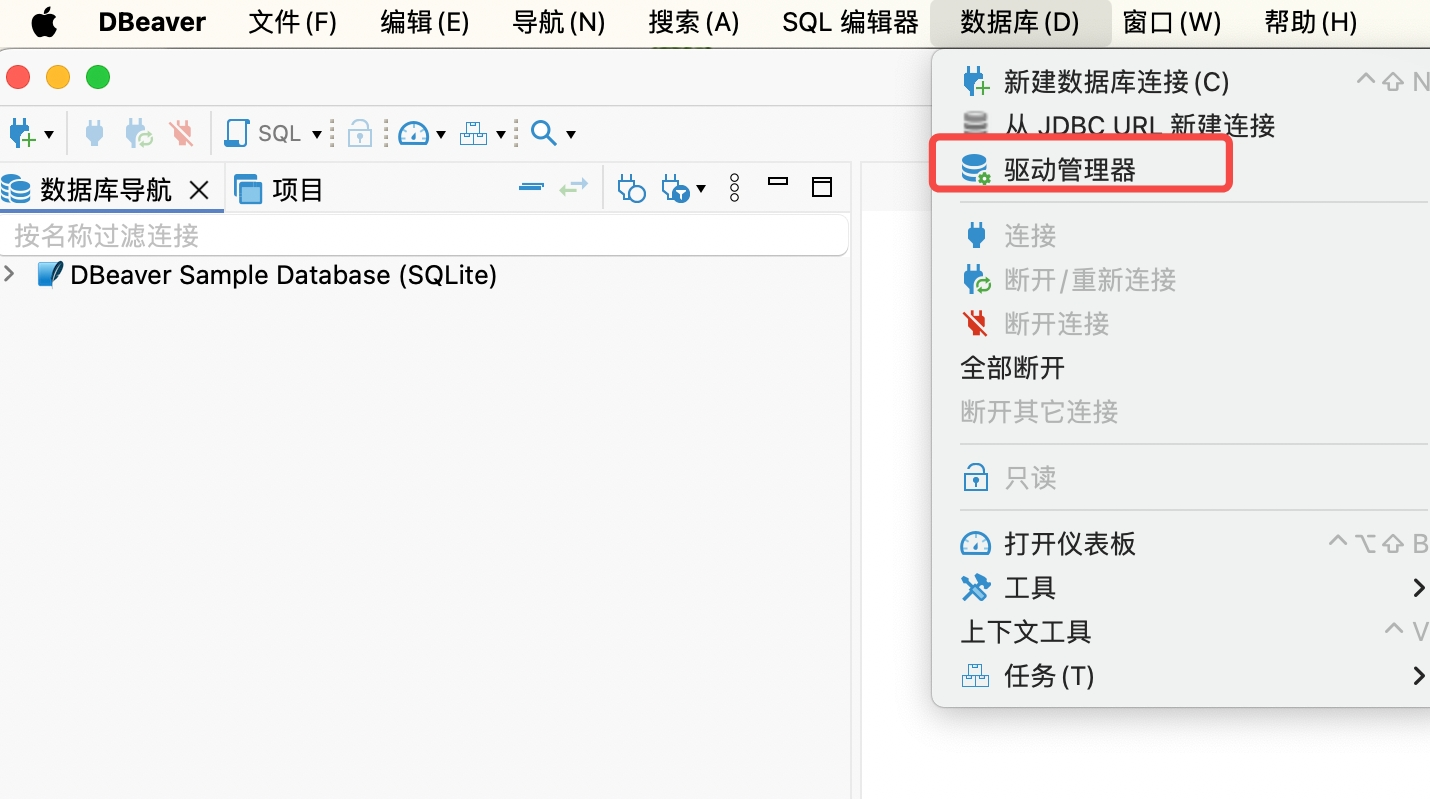 DBeaver 文件(F) 编辑(E) 导航(N) 搜索(A) SQL 编辑器 数据库(D) 窗口(W) 帮助(H)
新建数据库连接(C) ^⇧ N
从 JDBC URL 新建连接
驱动管理器
连接
断开/重新连接
断开连接
全部断开
断开其它连接
只读
打开仪表板 ^⌥⇧ B
工具
上下文工具 ^ V
任务(T)
SQL
数据库导航 项目
按名称过滤连接
DBeaver Sample Database (SQLite)